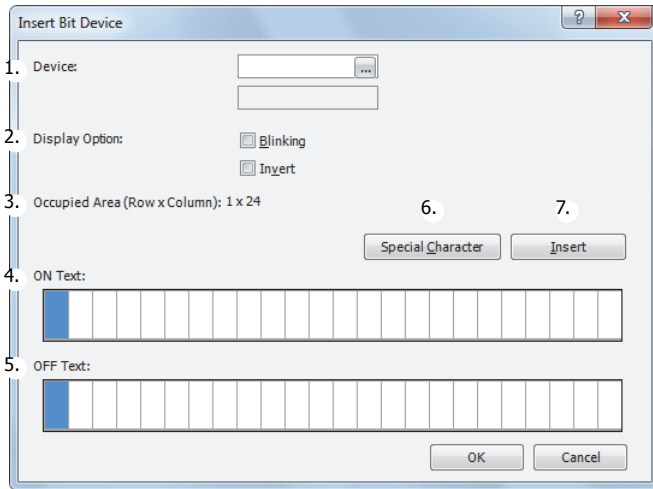 Insert Bit Device
1. Device:
...
2. Display Option: Blinking
Invert
3. Occupied Area (Row x Column): 1 x 24
6. 7.
Special Character Insert
4. ON Text:
5. OFF Text:
OK Cancel